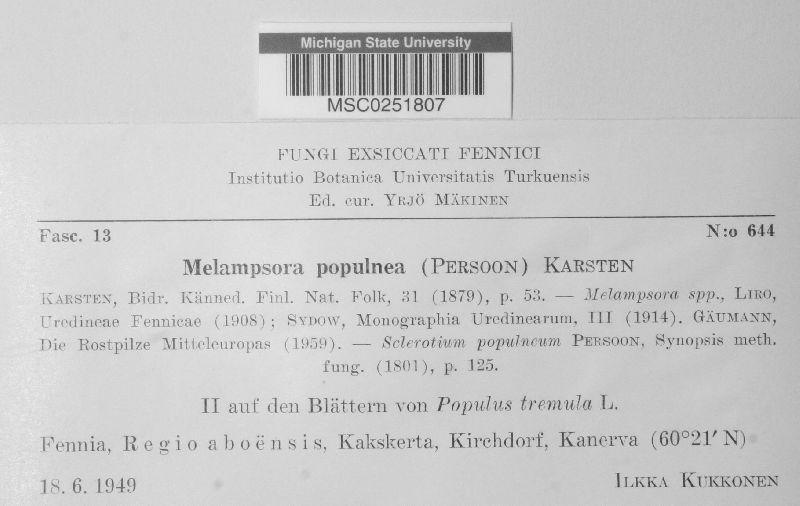 Michigan State University
MSC0251807
FUNGI EXSICCATI FENNICI
Institutio Botanica Universitatis Turkuensis
Ed. cur. YRJÖ MÄKINEN
Fasc. 13 N:o 644
Melampsora populnea (PERSOON) KARSTEN
KARSTEN, Bidr. Känned. Finl. Nat. Folk, 31 (1879), p. 53. — Melampsora spp., LIRO,
Uredineae Fennicae (1908); SYDOW, Monographia Uredinearum, III (1914). GÄUMANN,
Die Rostpilze Mitteleuropas (1959). — Sclerotium populneum PERSOON, Synopsis meth.
fung. (1801), p. 125.
II auf den Blättern von Populus tremula L.
Fennia, Regio aboënsis, Kakskerta, Kirchdorf, Kanerva (60°21′ N)
18. 6. 1949 ILKKA KUKKONEN